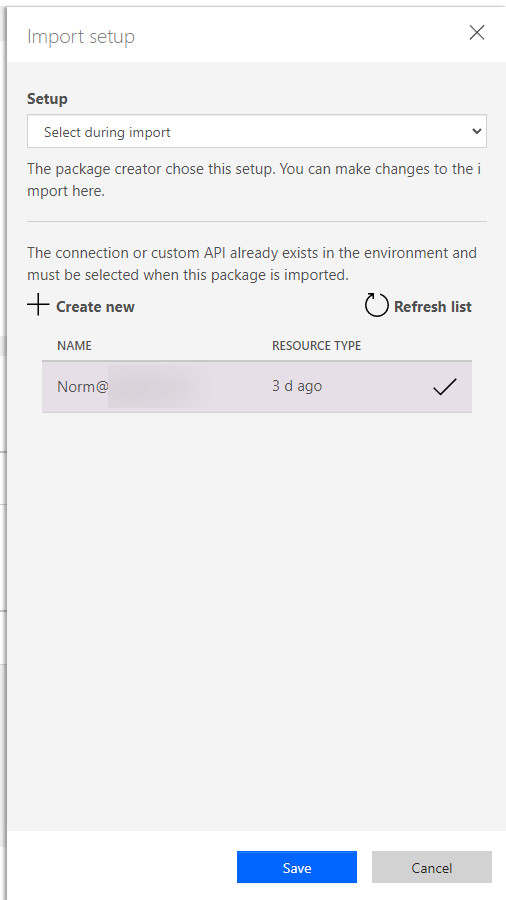 Import setup
Setup
Select during import
The package creator chose this setup. You can make changes to the i
mport here.
The connection or custom API already exists in the environment and
must be selected when this package is imported.
Create new
Refresh list
NAME RESOURCE TYPE
Norm@ 3 d ago
Save Cancel